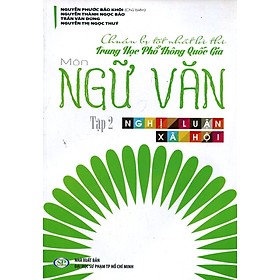 NGUYỄN PHƯỚC BẢO KHÔI (CHỦ BIÊN)
NGUYỄN THÀNH NGỌC BẢO
TRẦN VĂN DŨNG
NGUYỄN THỊ NGỌC THUÝ
Chuẩn bị tốt nhất kì thi
Trung Học Phổ Thông Quốc Gia
Môn
NGỮ VĂN
Tập 2
NGHỊ LUẬN
XÃ HỘI
NHÀ XUẤT BẢN
ĐẠI HỌC SƯ PHẠM TP HỒ CHÍ MINH